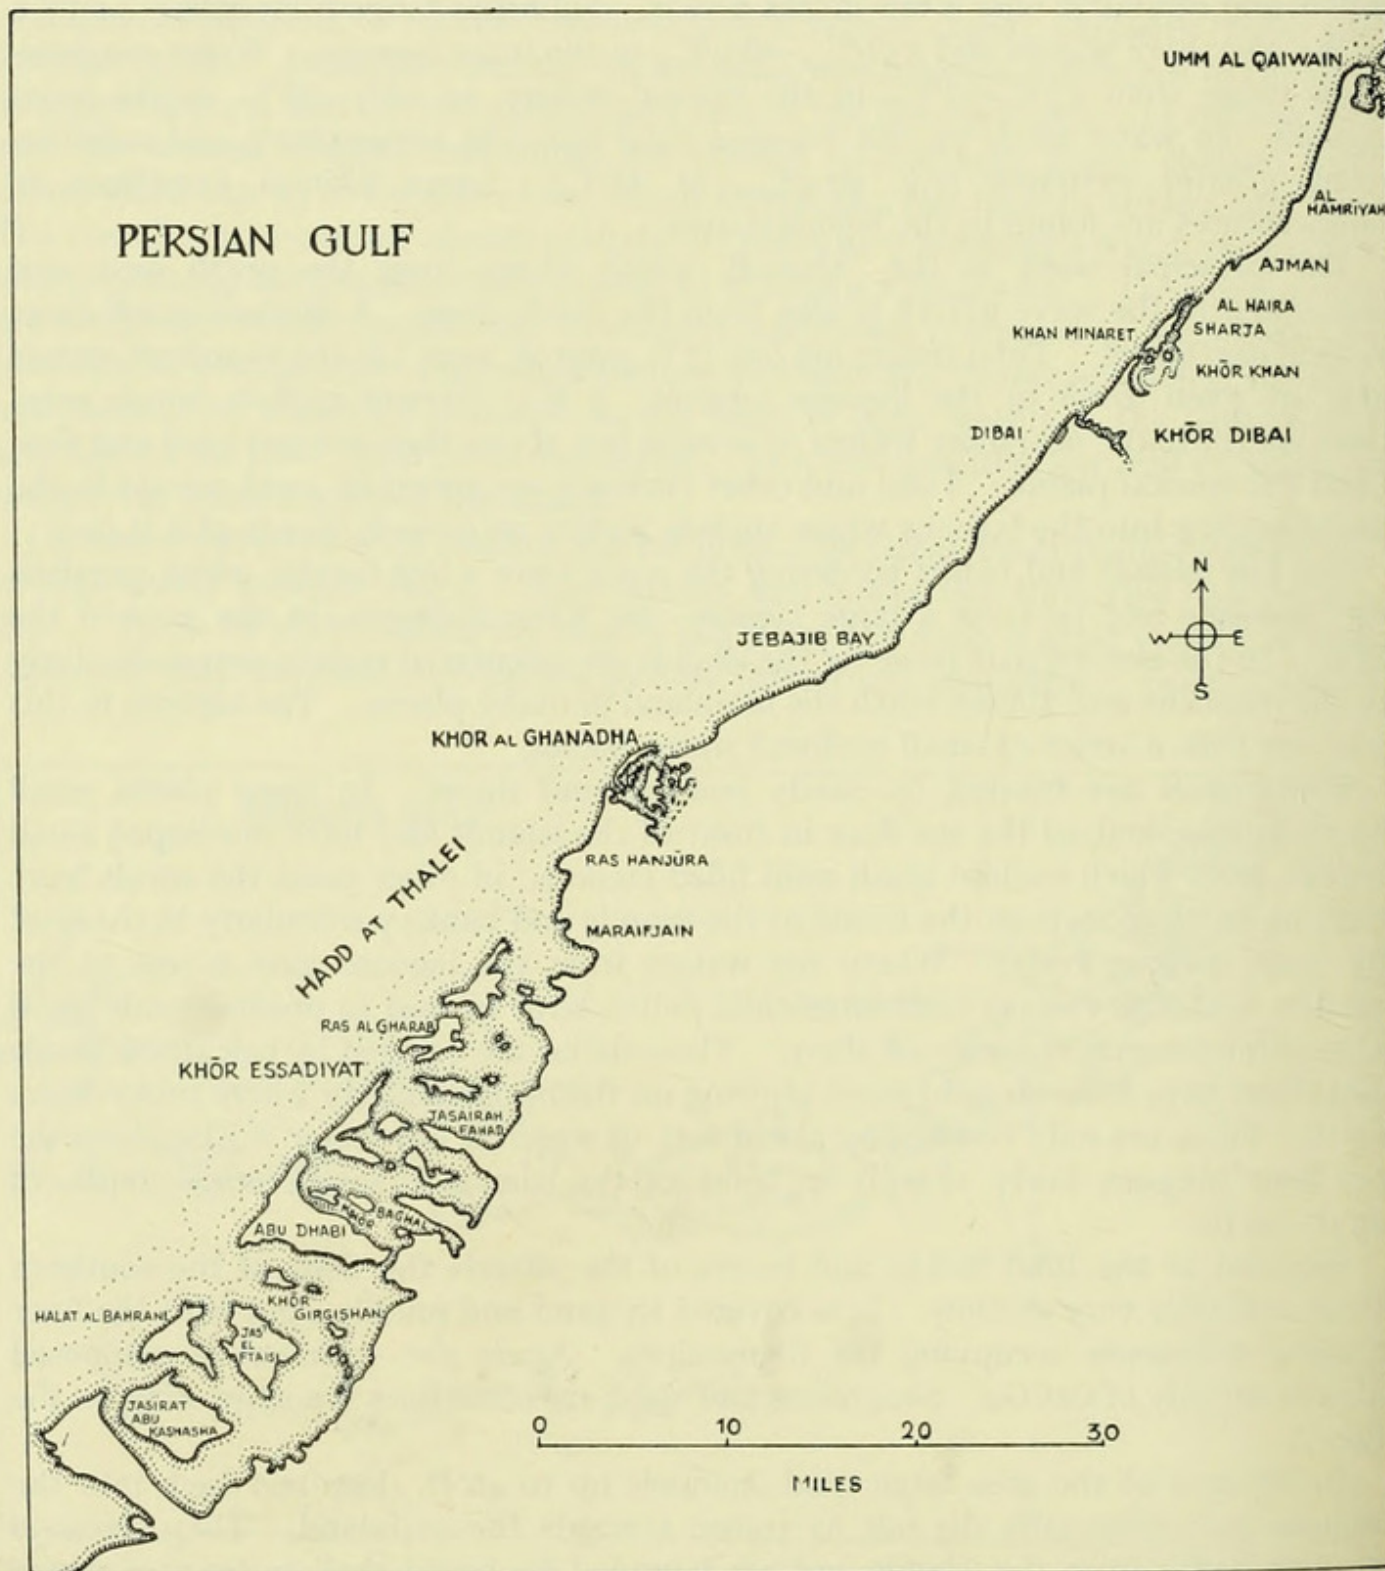 UMM AL QAIWAIN
PERSIAN GULF
AL
HAMRĪYAH
AJMAN
AL HAIRA
KHAN MINARET
SHARJA
KHŌR KHAN
DIBAI
KHŌR DIBAI
N
W
E
S
JEBAJIB BAY
KHOR AL GHANĀDHA
RAS HANJŪRA
HADD AT THALEI
MARAIFJAIN
RAS AL GHARAB
KHŌR ESSADIYAT
JASAIRAH
FAHAD
KHŌR BAGHAL
ABU DHABI
KHŌR
GIRGISHAN
HALAT AL BAHRANI
JAS
EL
FTAISI
JASIRAT
ABU
KASHASHA
0 10 20 30
MILES